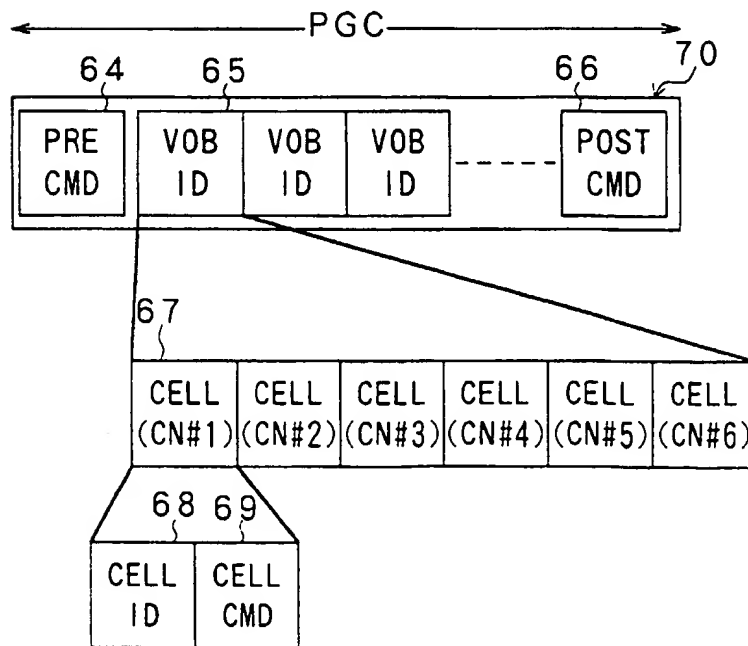 PGC
64 65 66 70
PRE VOB VOB VOB POST
CMD ID ID ID CMD
67
CELL CELL CELL CELL CELL CELL
(CN#1) (CN#2) (CN#3) (CN#4) (CN#5) (CN#6)
68 69
CELL CELL
ID CMD